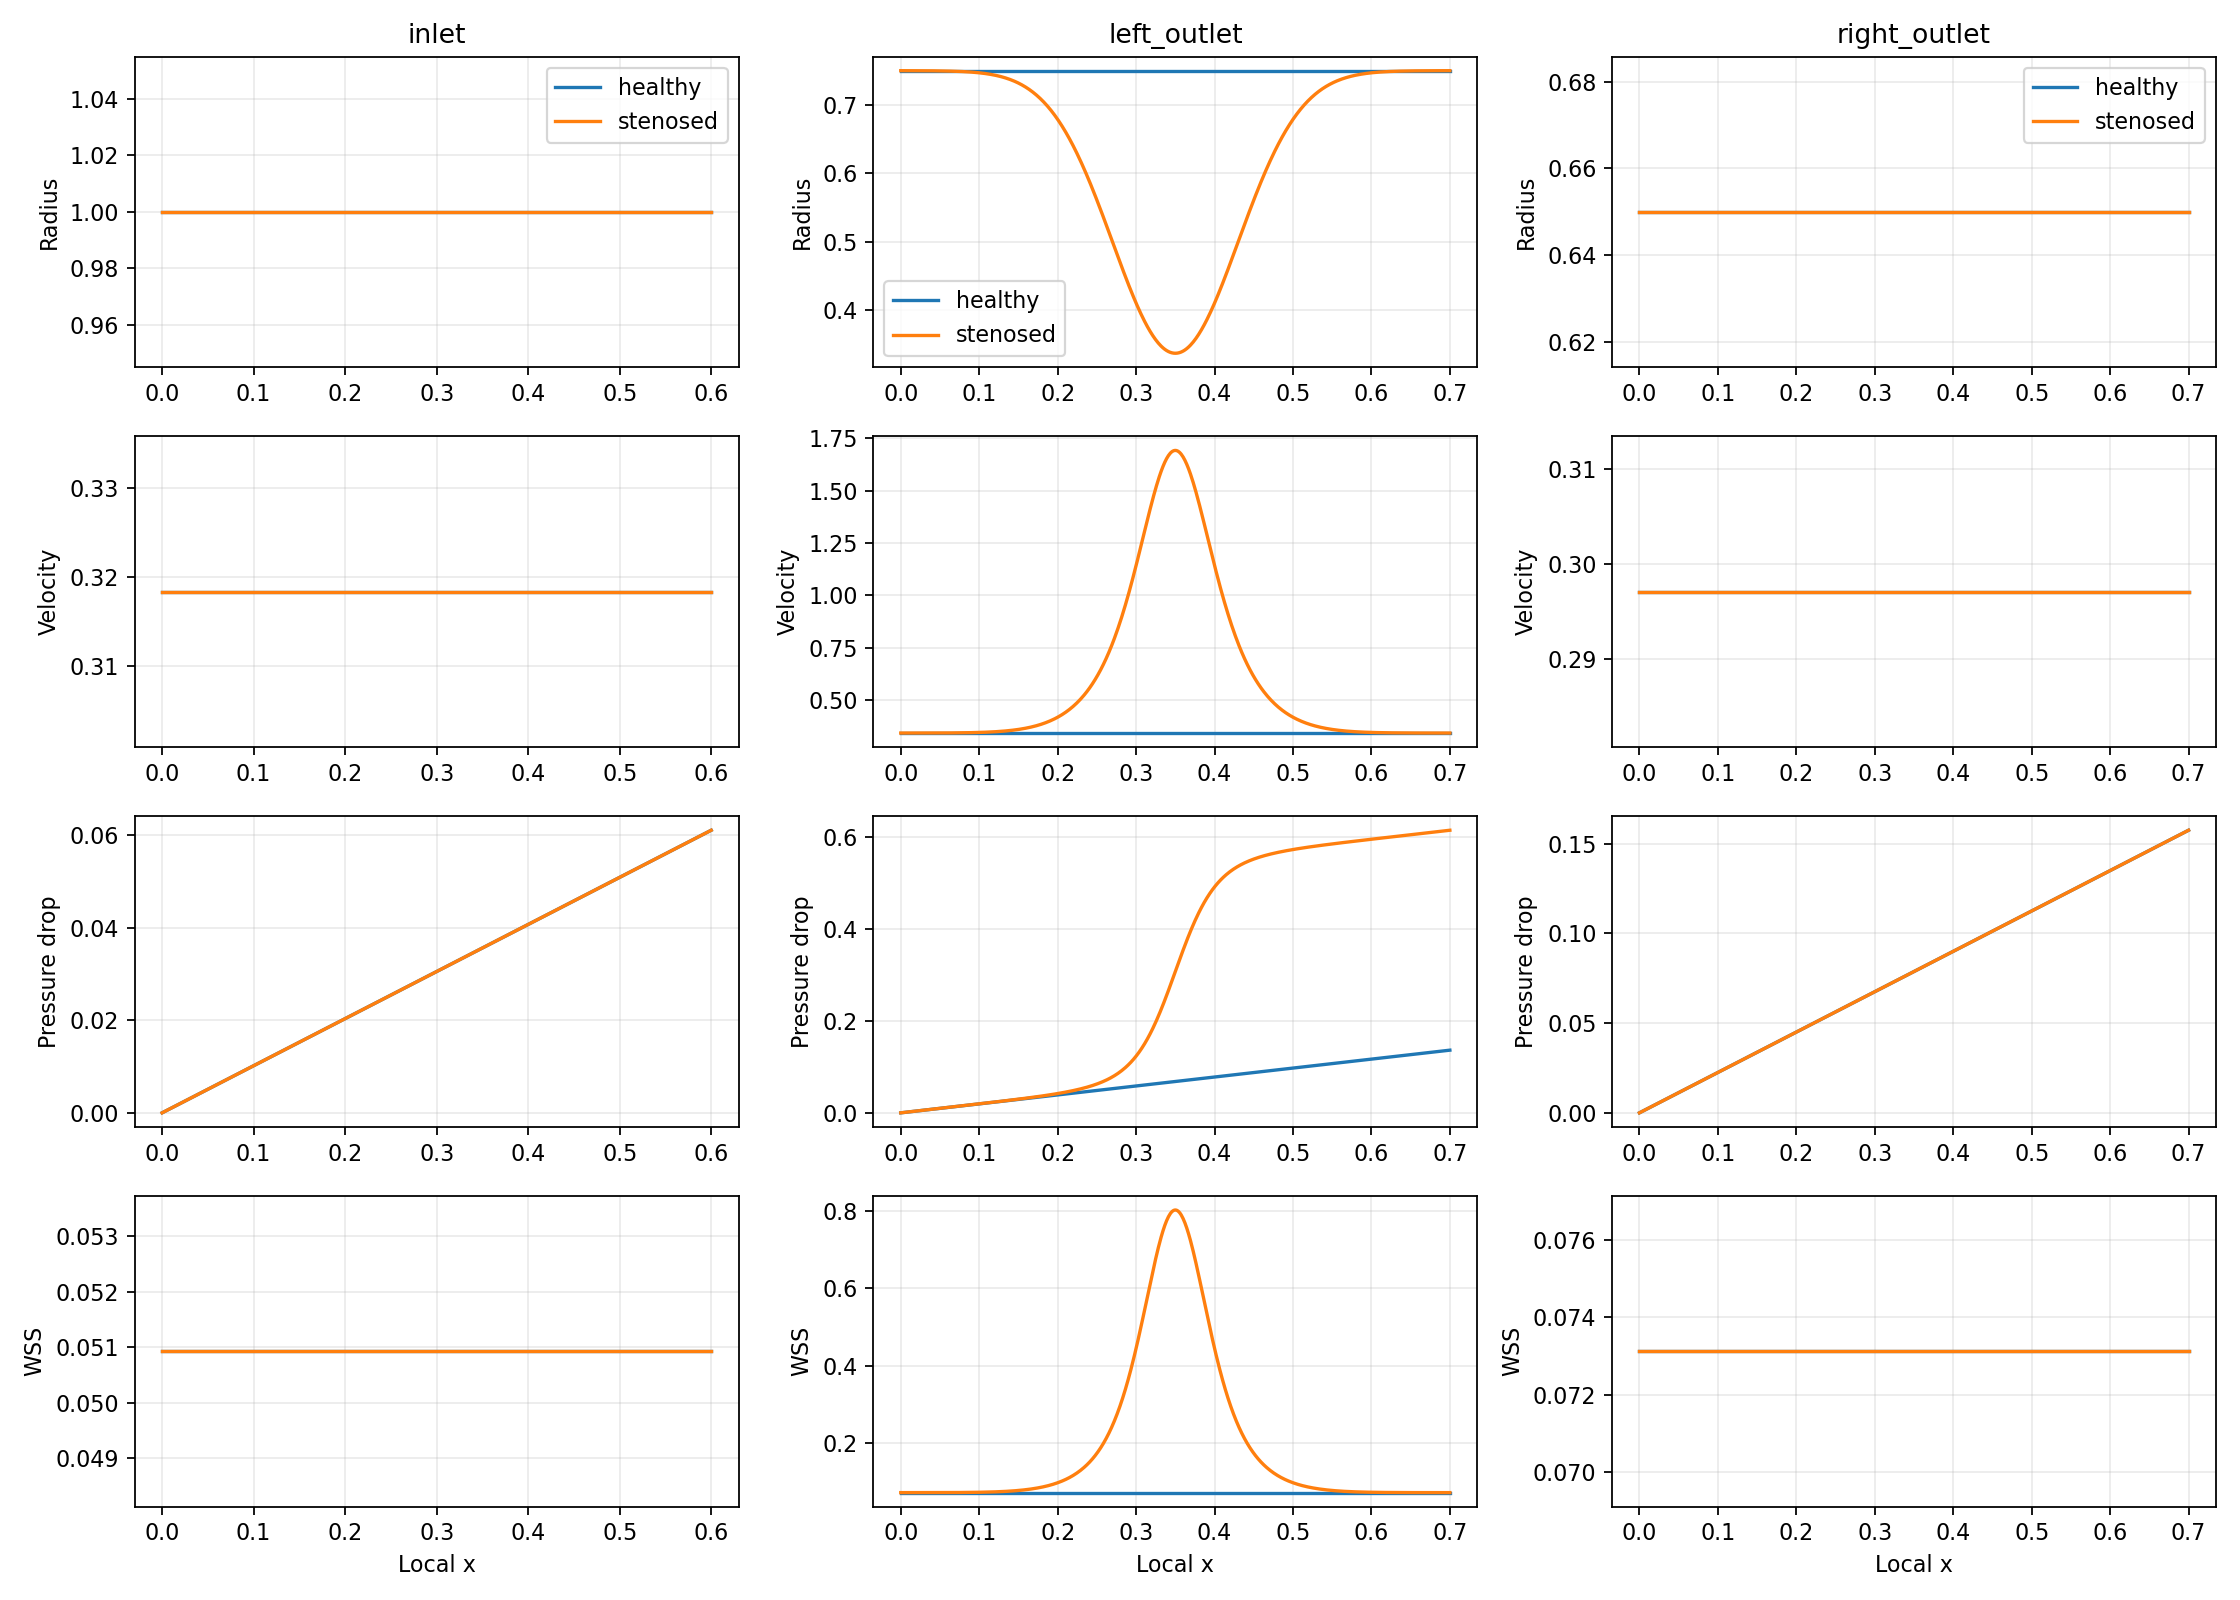 inlet
left_outlet
right_outlet
Radius
1.04
1.02
1.00
0.98
0.96
healthy
stenosed
0.0 0.1 0.2 0.3 0.4 0.5 0.6
Radius
0.7
0.6
0.5
0.4
healthy
stenosed
0.0 0.1 0.2 0.3 0.4 0.5 0.6 0.7
Radius
0.68
0.66
0.64
0.62
healthy
stenosed
0.0 0.1 0.2 0.3 0.4 0.5 0.6 0.7
Velocity
0.33
0.32
0.31
0.0 0.1 0.2 0.3 0.4 0.5 0.6
Velocity
1.75
1.50
1.25
1.00
0.75
0.50
0.0 0.1 0.2 0.3 0.4 0.5 0.6 0.7
Velocity
0.31
0.30
0.29
0.0 0.1 0.2 0.3 0.4 0.5 0.6 0.7
Pressure drop
0.06
0.04
0.02
0.00
0.0 0.1 0.2 0.3 0.4 0.5 0.6
Pressure drop
0.6
0.4
0.2
0.0
0.0 0.1 0.2 0.3 0.4 0.5 0.6 0.7
Pressure drop
0.15
0.10
0.05
0.00
0.0 0.1 0.2 0.3 0.4 0.5 0.6 0.7
WSS
0.053
0.052
0.051
0.050
0.049
0.0 0.1 0.2 0.3 0.4 0.5 0.6
Local x
WSS
0.8
0.6
0.4
0.2
0.0 0.1 0.2 0.3 0.4 0.5 0.6 0.7
Local x
WSS
0.076
0.074
0.072
0.070
0.0 0.1 0.2 0.3 0.4 0.5 0.6 0.7
Local x